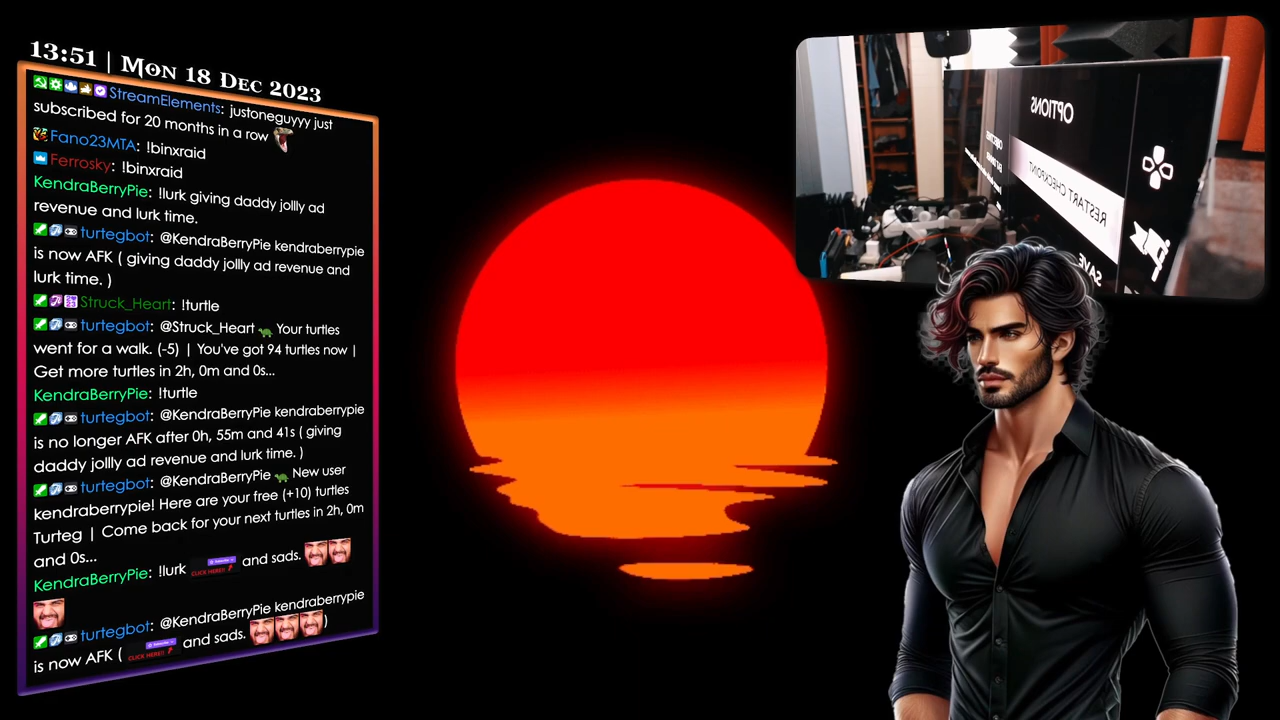 13:51 | Mon 18 Dec 2023
StreamElements: justoneguyyy just
subscribed for 20 months in a row
Fano23MTA: !binxraid
Ferrosky: !binxraid
KendraBerryPie: !lurk giving daddy jollly ad
revenue and lurk time.
turtegbot: @KendraBerryPie kendraberrypie
is now AFK ( giving daddy jollly ad revenue and
lurk time. )
Struck_Heart: !turtle
turtegbot: @Struck_Heart Your turtles
went for a walk. (-5) | You've got 94 turtles now |
Get more turtles in 2h, 0m and 0s...
KendraBerryPie: !turtle
turtegbot: @KendraBerryPie kendraberrypie
is no longer AFK after 0h, 55m and 41s ( giving
daddy jollly ad revenue and lurk time. )
turtegbot: @KendraBerryPie New user
kendraberrypie! Here are your free (+10) turtles
Turteg | Come back for your next turtles in 2h, 0m
and 0s...
KendraBerryPie: !lurk CLICK HERE!! and sads.
turtegbot: @KendraBerryPie kendraberrypie
is now AFK ( CLICK HERE!! and sads. )
OPTIONS
RESTART CHECKPOINT
SAVE